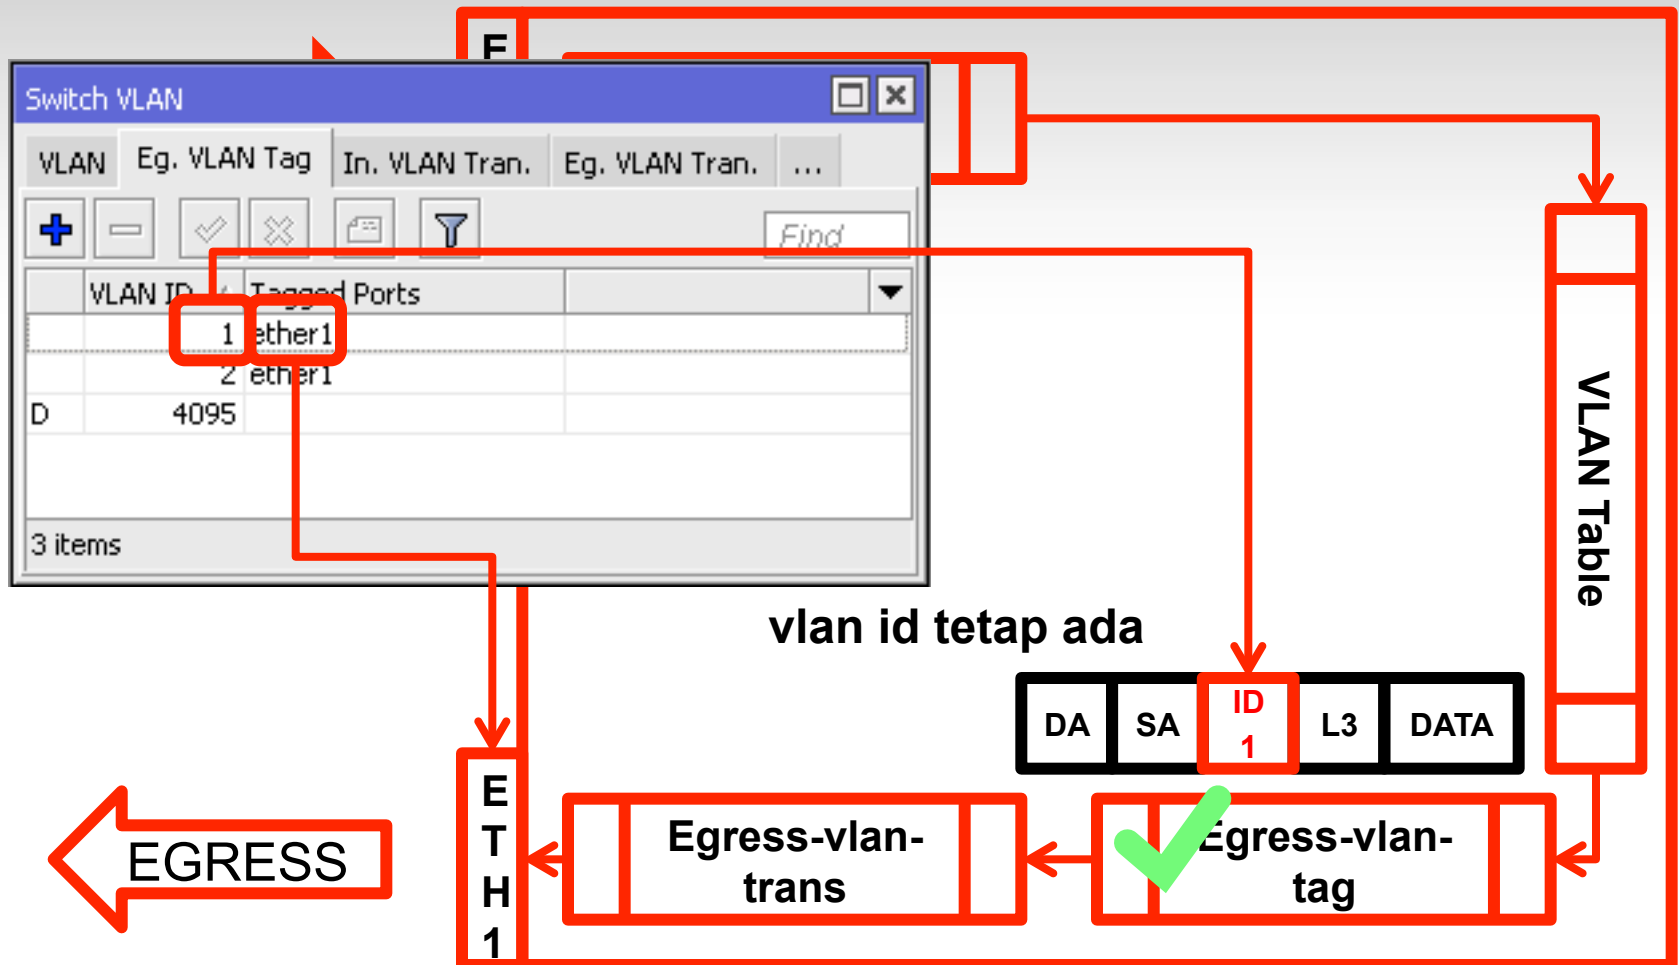 E
Switch VLAN
VLAN Eg. VLAN Tag In. VLAN Tran. Eg. VLAN Tran. ...
Find
VLAN ID Tagged Ports
1 ether1
2 ether1
D 4095
3 items
VLAN Table
vlan id tetap ada
DA SA ID 1 L3 DATA
EGRESS
E
T
H
1
Egress-vlan-
trans
Egress-vlan-
tag